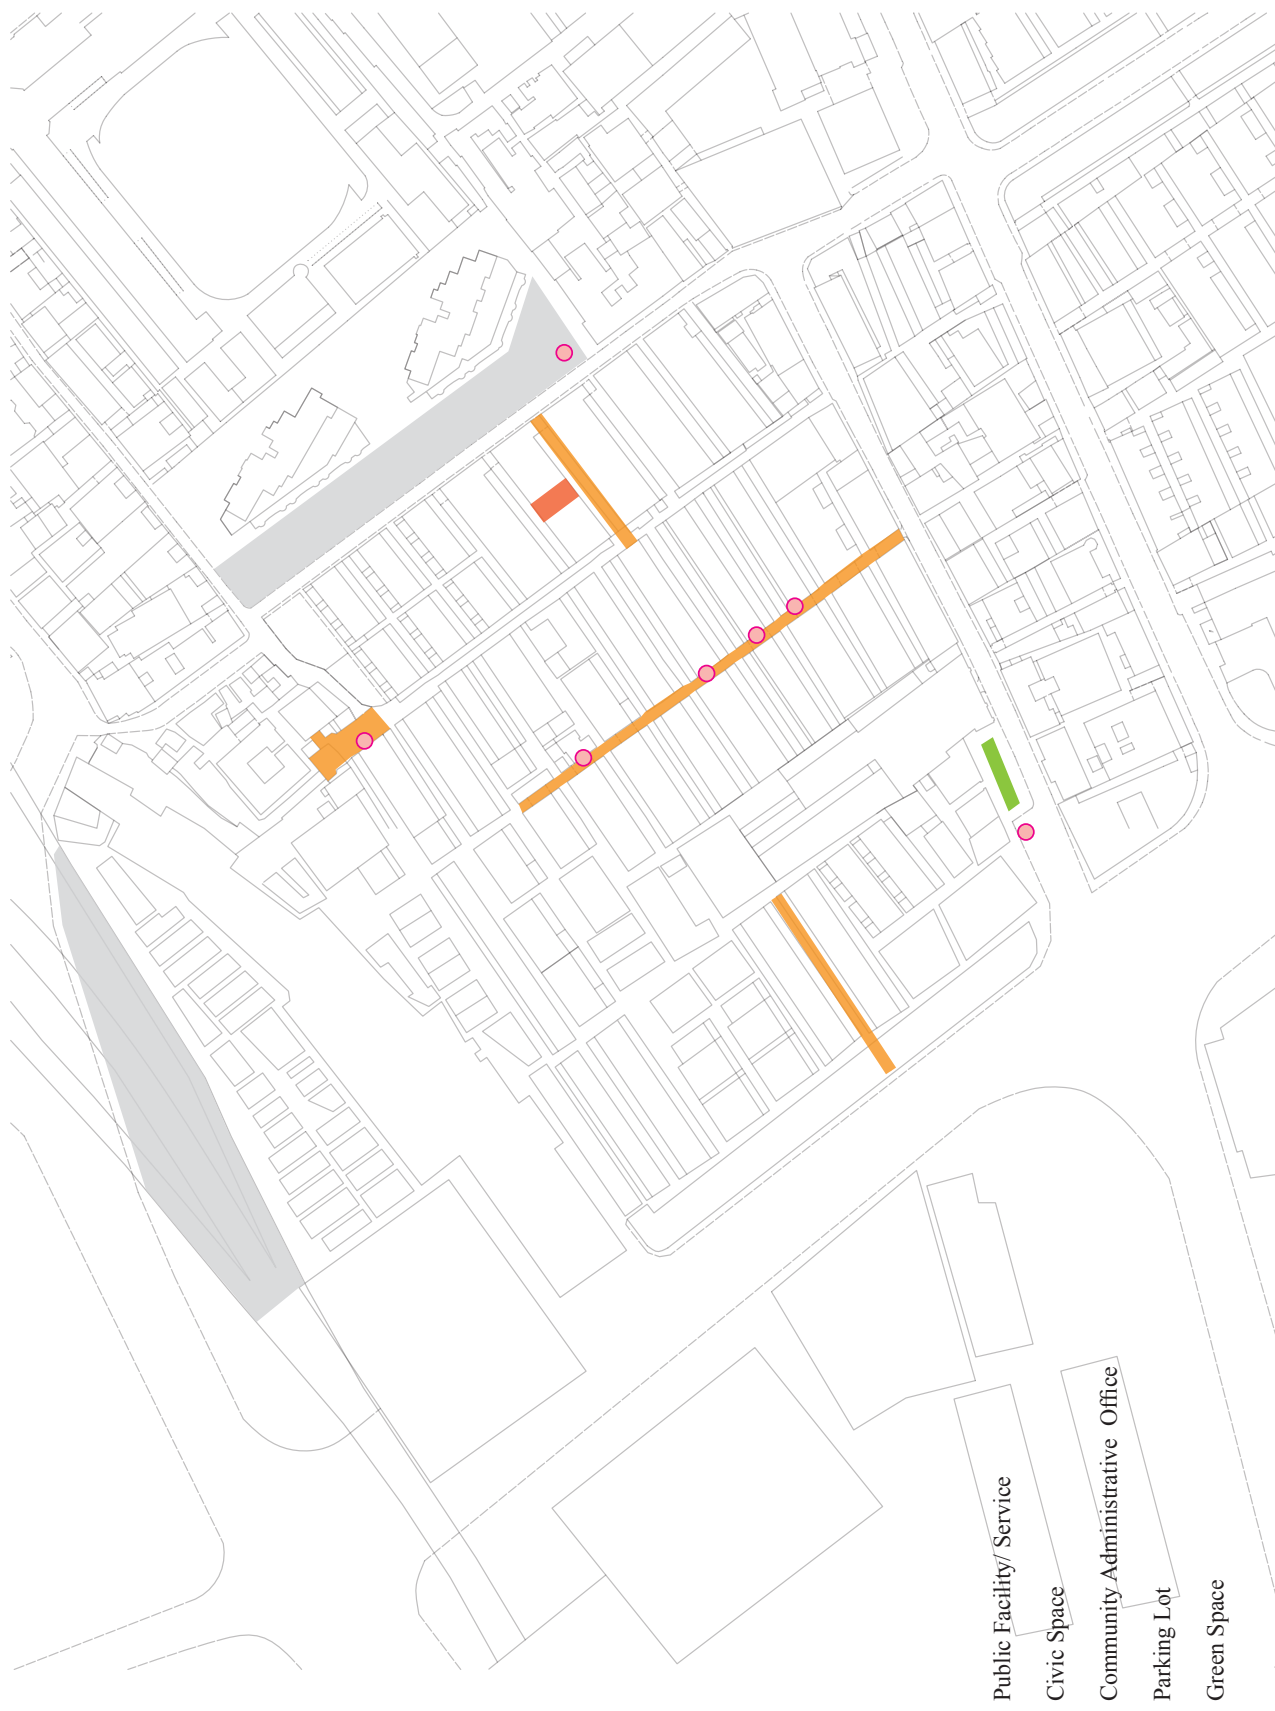 Public Facility/ Service
Civic Space
Community Administrative Office
Parking Lot
Green Space